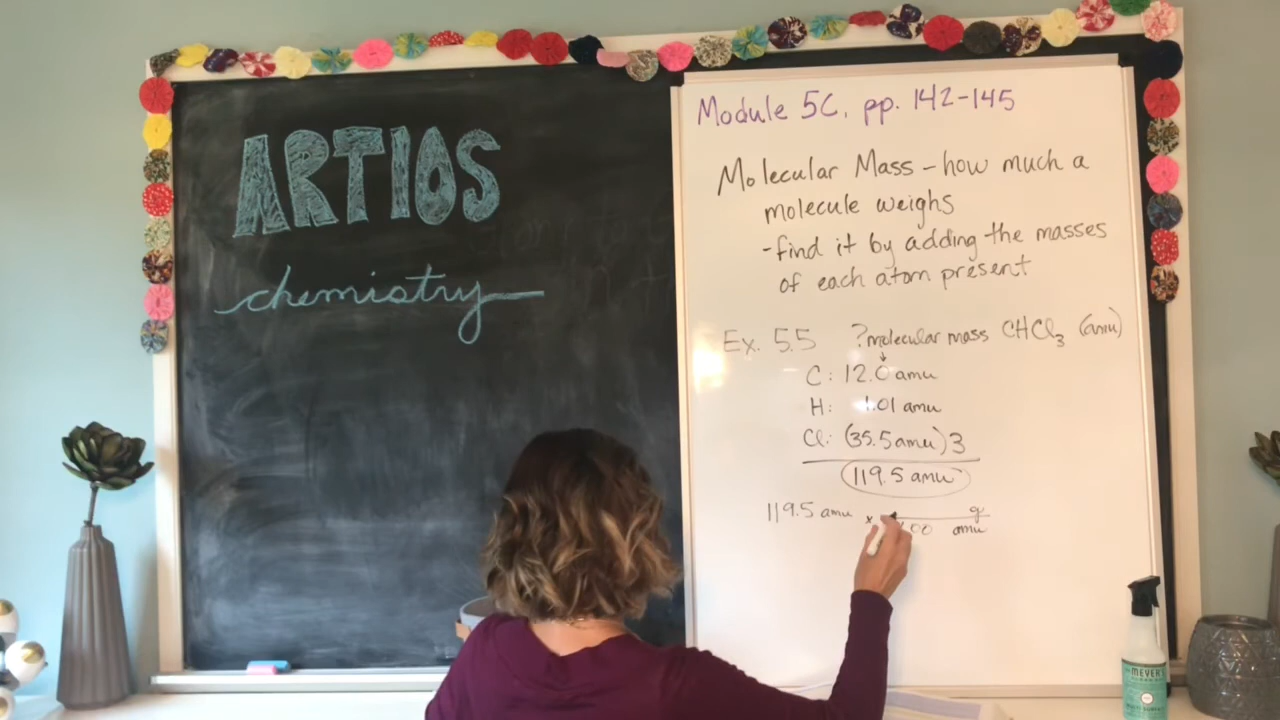 ARTIOS
chemistry
Module 5C, pp. 142-145
Molecular Mass - how much a
molecule weighs
- find it by adding the masses
of each atom present
Ex. 5.5 ? molecular mass CHCl₃ (amu)
C: 12.0 amu
H: 1.01 amu
Cl: (35.5 amu) 3
119.5 amu
119.5 amu x g
.00 amu
MEYER'S